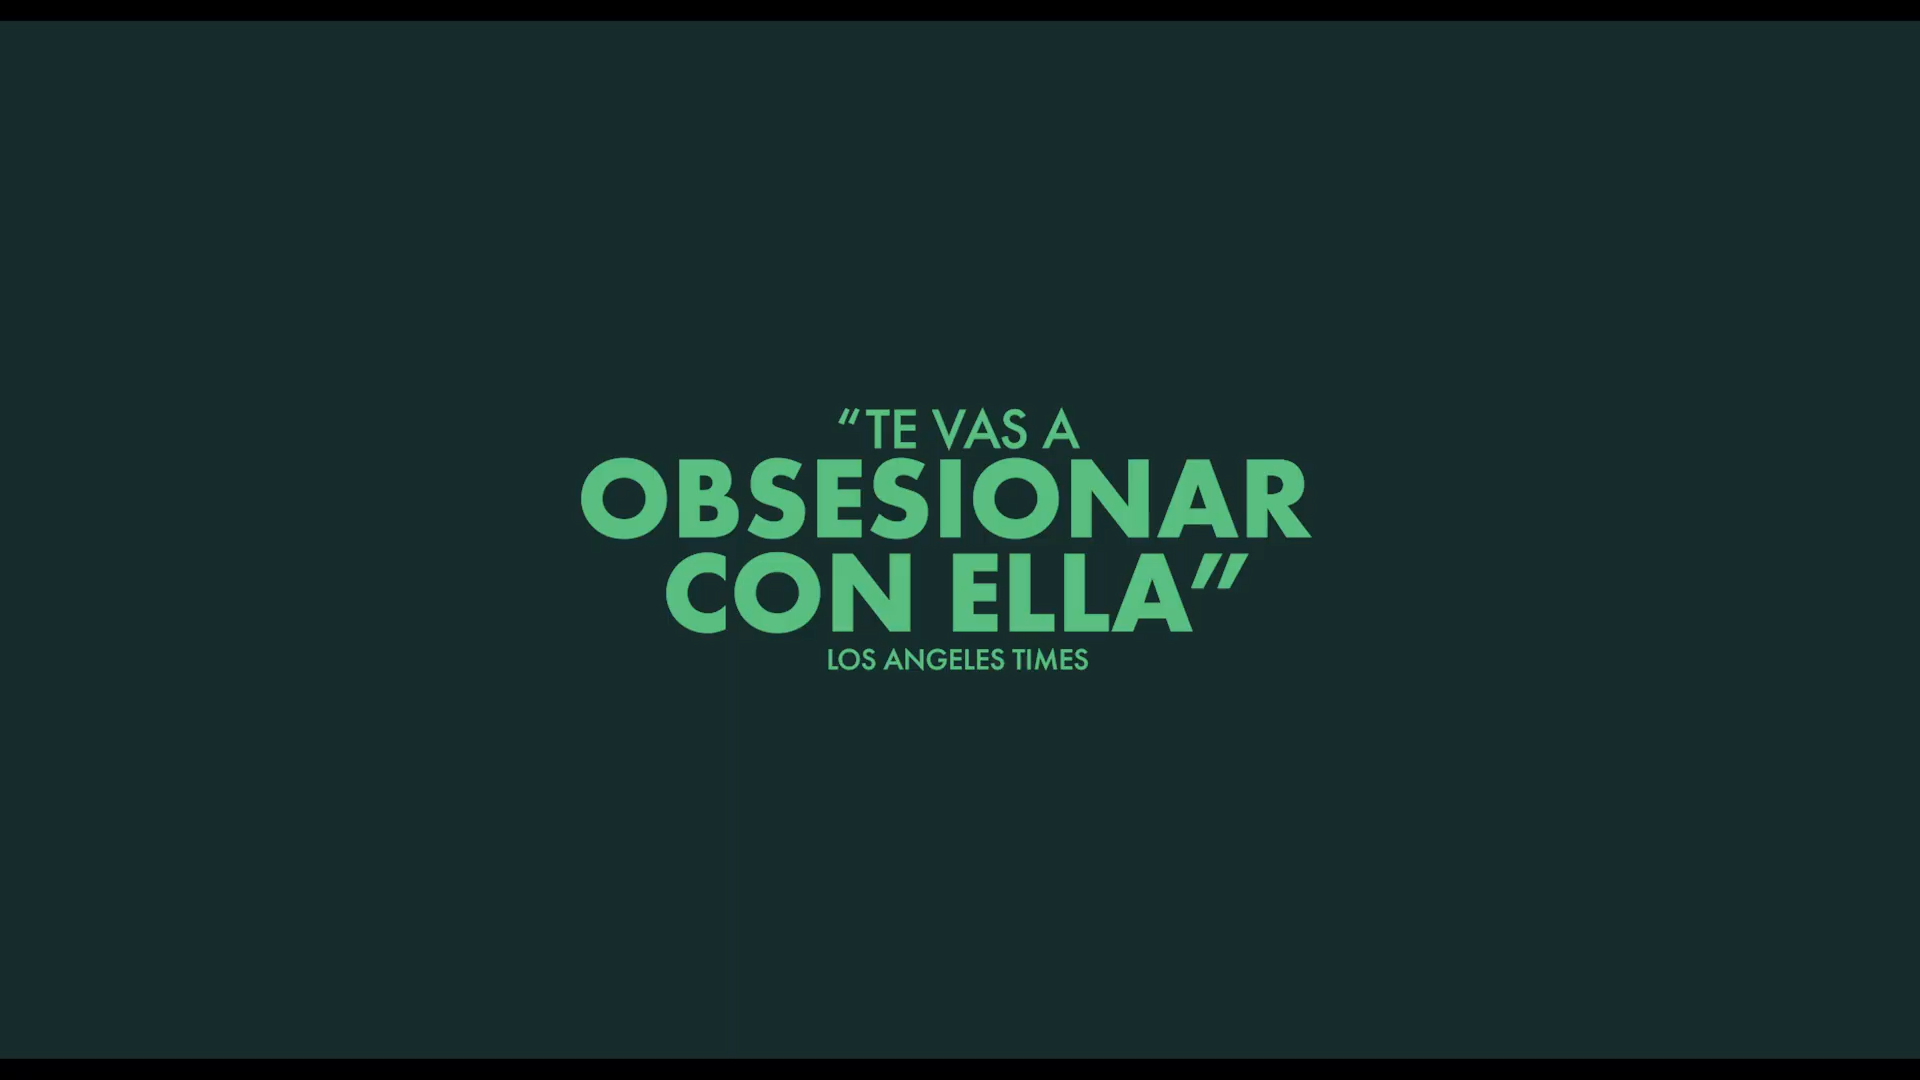 “TE VAS A
OBSESIONAR
CON ELLA”
LOS ANGELES TIMES